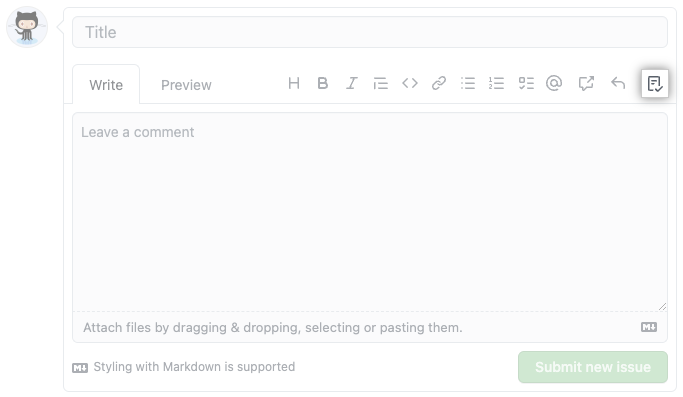 Title
Write Preview H B I
Leave a comment
Attach files by dragging & dropping, selecting or pasting them.
Styling with Markdown is supported
Submit new issue